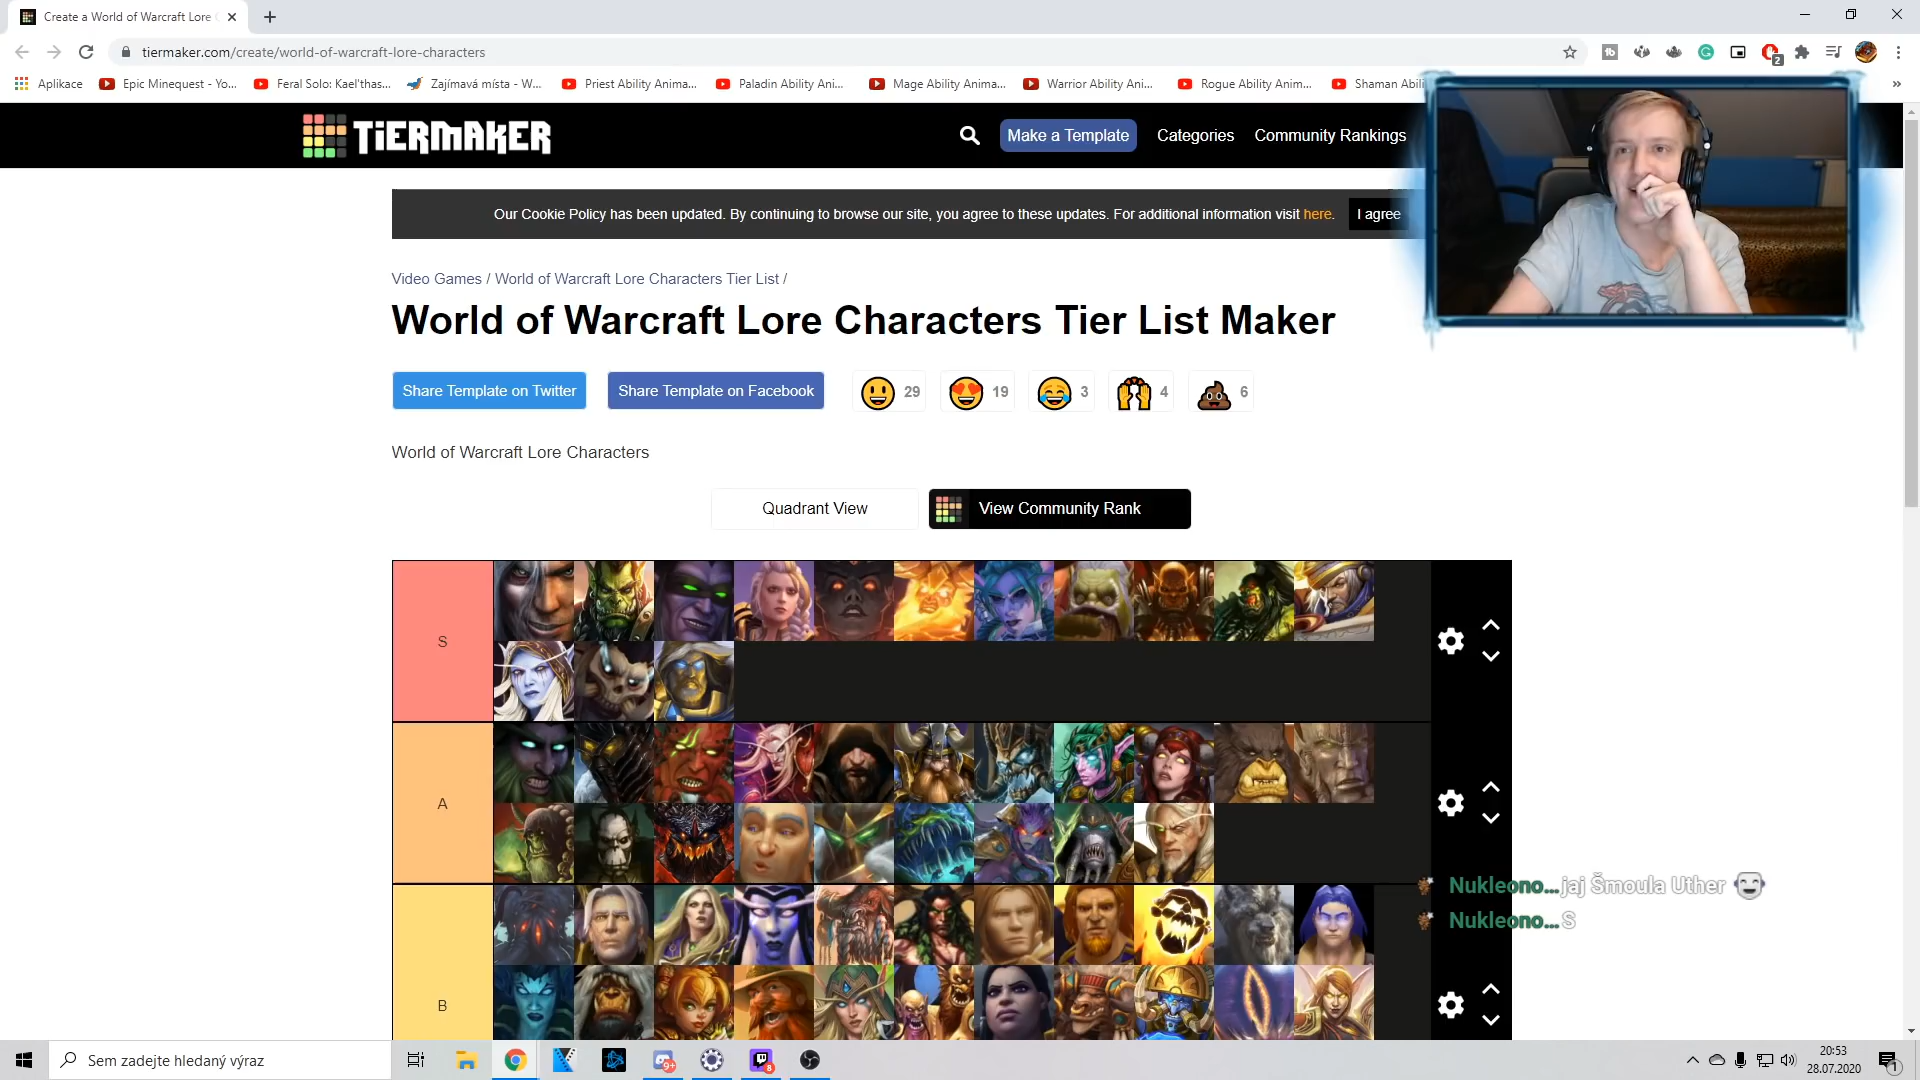 Create a World of Warcraft Lore
tiermaker.com/create/world-of-warcraft-lore-characters
Aplikace
Epic Minequest - Yo...
Feral Solo: Kael'thas...
Zajímavá místa - W...
Priest Ability Anima...
Paladin Ability Ani...
Mage Ability Anima...
Warrior Ability Ani...
Rogue Ability Anim...
Shaman Abili
TIERMAKER
Make a Template
Categories
Community Rankings
Our Cookie Policy has been updated. By continuing to browse our site, you agree to these updates. For additional information visit here.
I agree
Video Games / World of Warcraft Lore Characters Tier List /
World of Warcraft Lore Characters Tier List Maker
Share Template on Twitter
Share Template on Facebook
29
19
3
4
6
World of Warcraft Lore Characters
Quadrant View
View Community Rank
S
A
B
Nukleono...jaj Šmoula Uther
Nukleono...S
Sem zadejte hledaný výraz
9+
8
20:53
28.07.2020
1